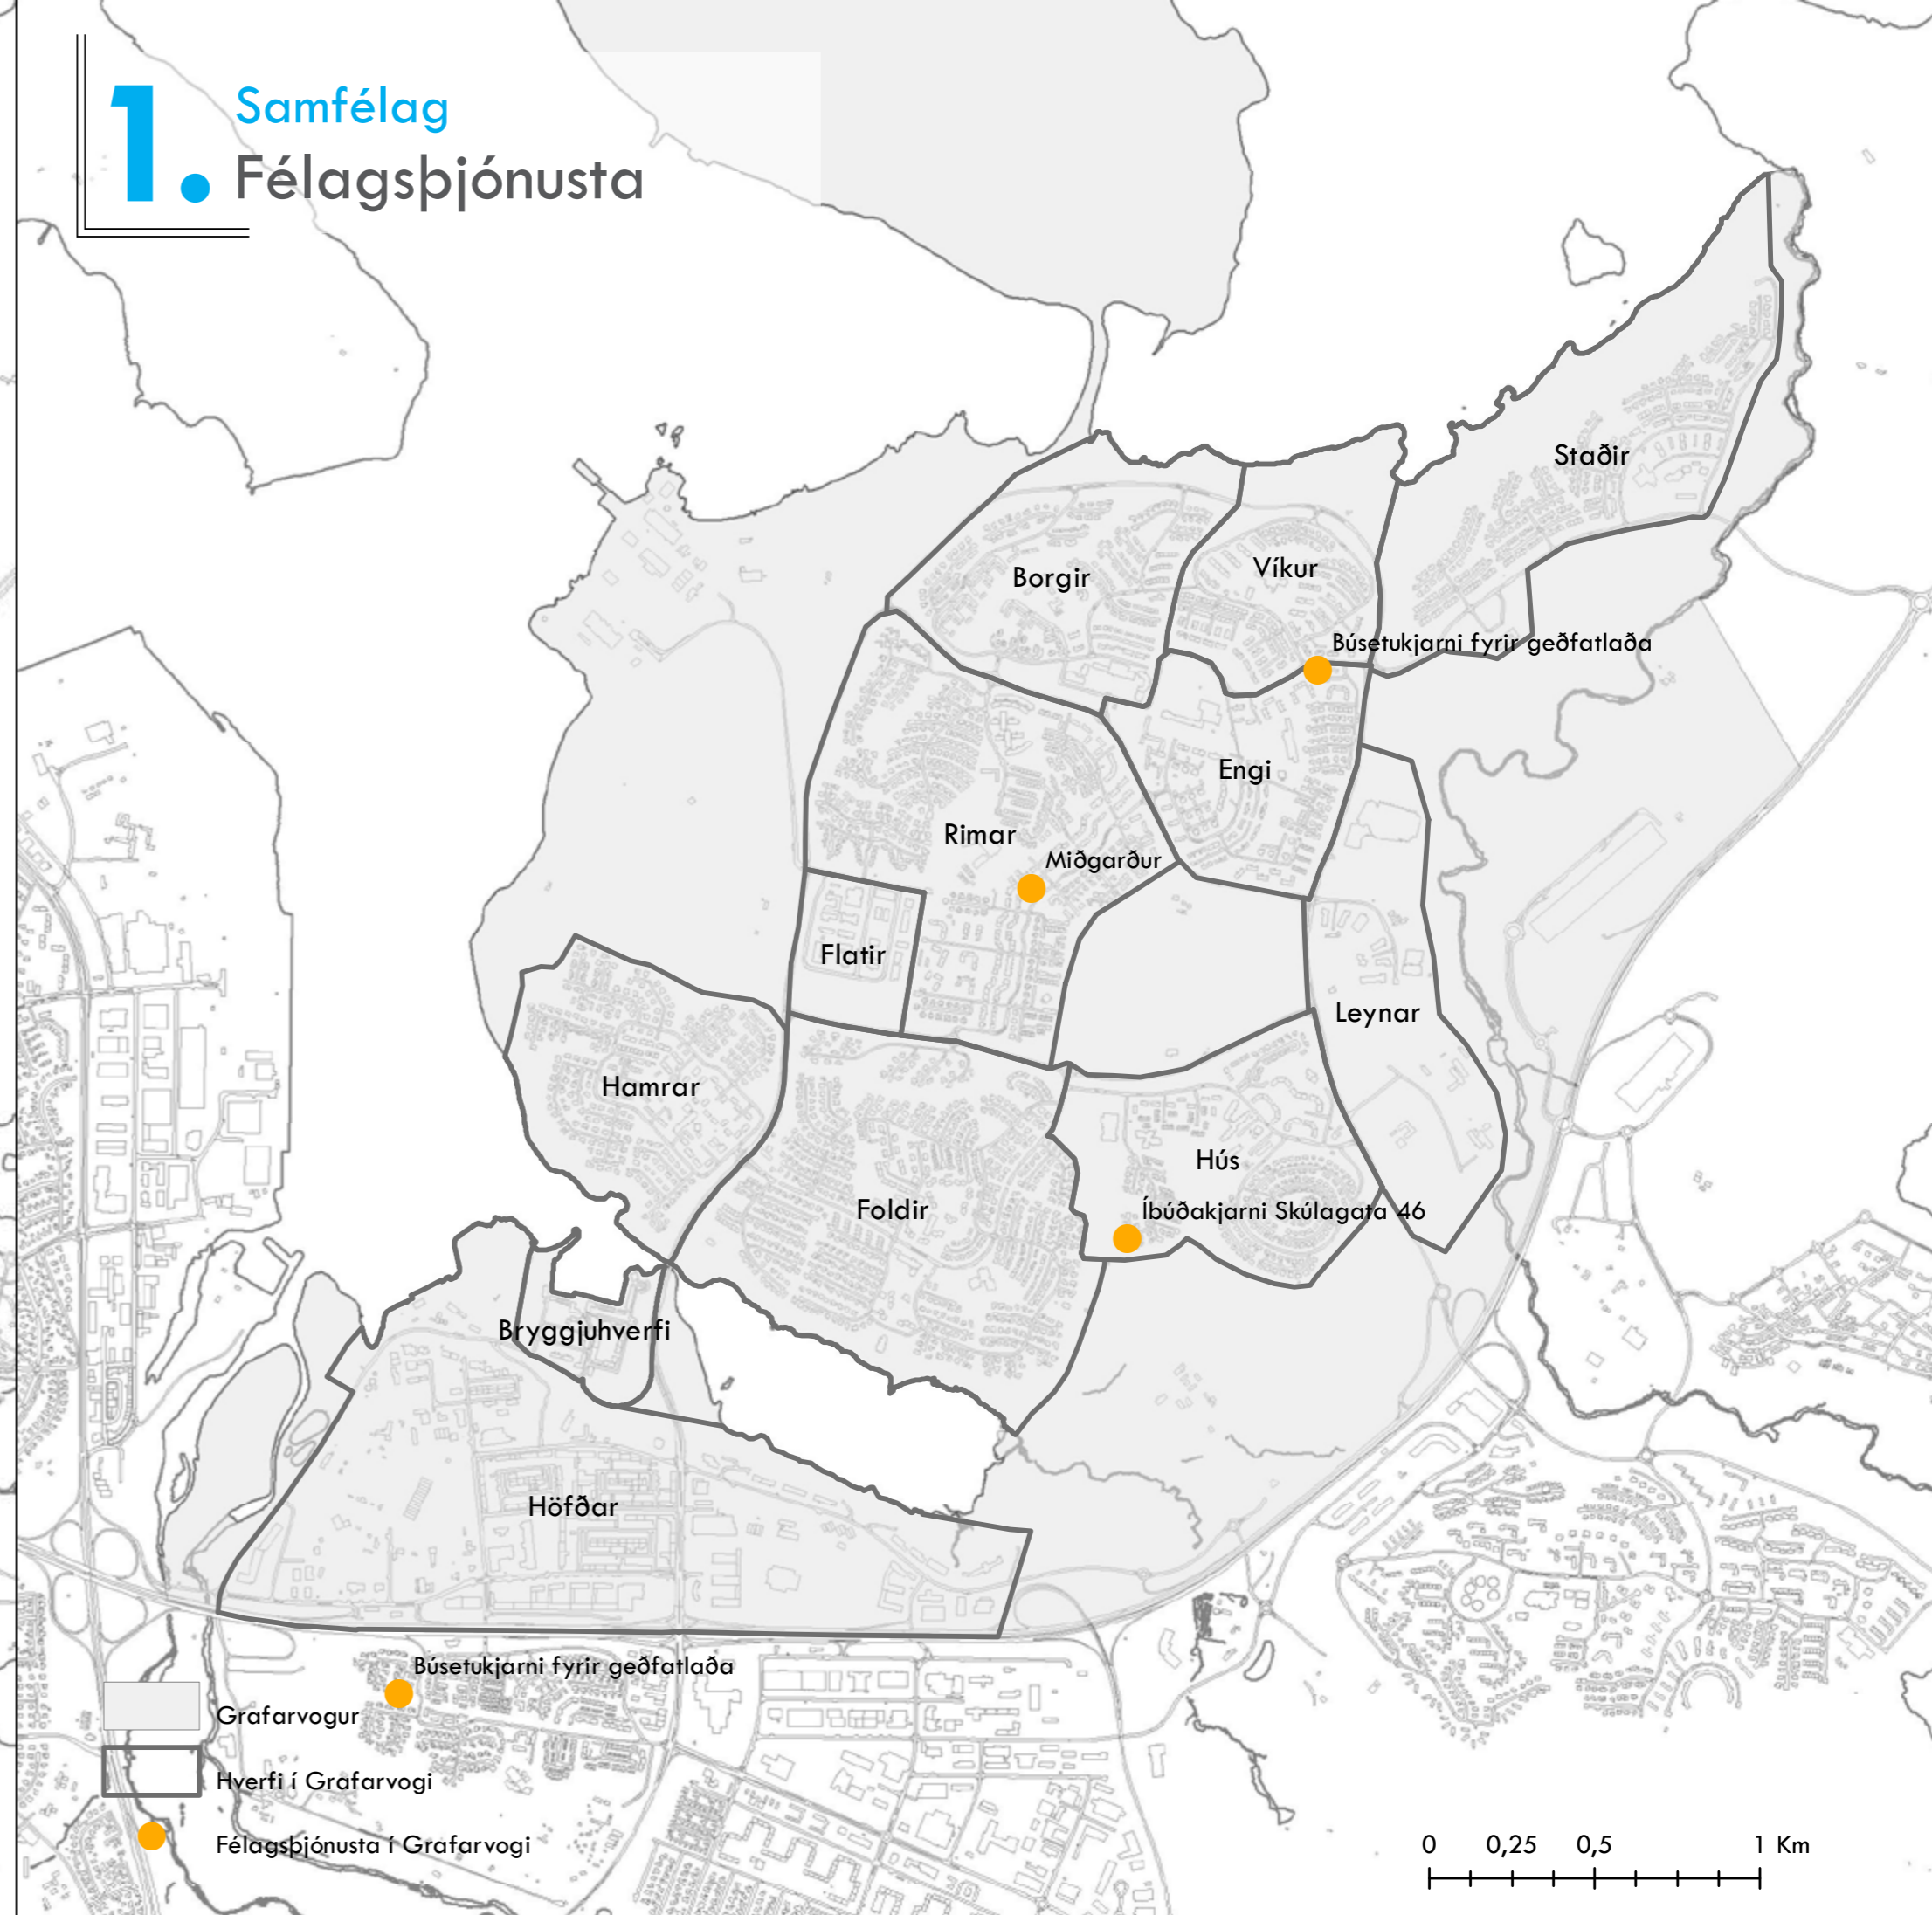 1. Samfélag
Félagsþjónusta
Staðir
Víkur
Borgir
Búsetukjarni fyrir geðfatlaða
Engi
Rimar
Miðgarður
Flatir
Leynar
Hamrar
Hús
Foldir
Íbúðakjarni Skúlagata 46
Bryggjuhverfi
Höfðar
Búsetukjarni fyrir geðfatlaða
Grafarvogur
Hverfi í Grafarvogi
Félagsþjónusta í Grafarvogi
0 0,25 0,5 1 Km